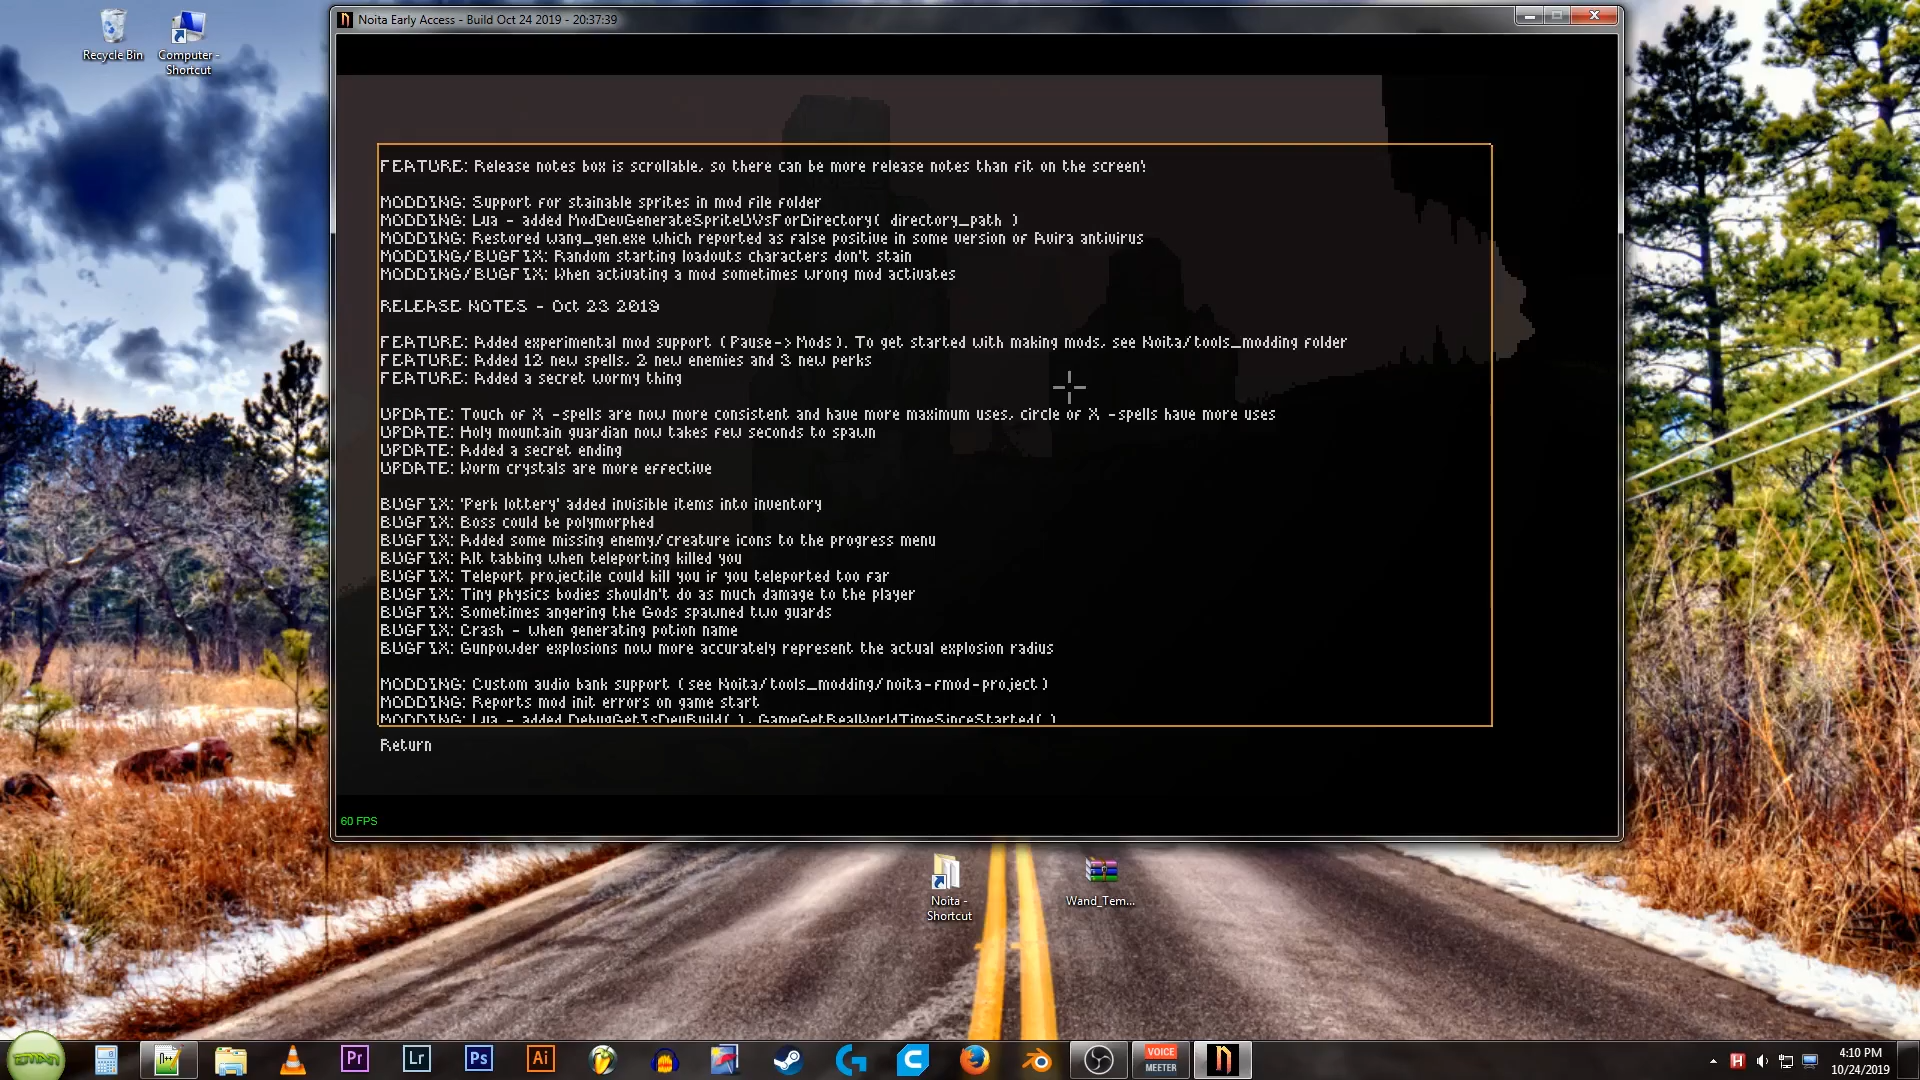 Recycle Bin
Computer - Shortcut
Noita Early Access - Build Oct 24 2019 - 20:37:39
FEATURE: Release notes box is scrollable, so there can be more release notes than fit on the screen!
MODDING: Support for stainable sprites in mod file folder
MODDING: Lua - added ModDevGenerateSpriteUVsForDirectory( directory_path )
MODDING: Restored wang_gen.exe which reported as false positive in some version of Avira antivirus
MODDING/BUGFIX: Random starting loadouts characters don't stain
MODDING/BUGFIX: When activating a mod sometimes wrong mod activates
RELEASE NOTES - Oct 23 2019
FEATURE: Added experimental mod support (Pause->Mods). To get started with making mods, see Noita/tools_modding folder
FEATURE: Added 12 new spells, 2 new enemies and 3 new perks
FEATURE: Added a secret wormy thing
UPDATE: Touch of X -spells are now more consistent and have more maximum uses, circle of X -spells have more uses
UPDATE: Holy mountain guardian now takes few seconds to spawn
UPDATE: Added a secret ending
UPDATE: Worm crystals are more effective
BUGFIX: 'Perk lottery' added invisible items into inventory
BUGFIX: Boss could be polymorphed
BUGFIX: Added some missing enemy/creature icons to the progress menu
BUGFIX: Alt tabbing when teleporting killed you
BUGFIX: Teleport projectile could kill you if you teleported too far
BUGFIX: Tiny physics bodies shouldn't do as much damage to the player
BUGFIX: Sometimes angering the Gods spawned two guards
BUGFIX: Crash - when generating potion name
BUGFIX: Gunpowder explosions now more accurately represent the actual explosion radius
MODDING: Custom audio bank support (see Noita/tools_modding/noita-fmod-project)
MODDING: Reports mod init errors on game start
MODDING: Lua - added DebugGetIsDevBuild( ), GameGetRealWorldTimeSinceStarted( )
Return
60 FPS
Noita - Shortcut
Wand_Tem...
Pr
Lr
Ps
Ai
VOICE
MEETER
4:10 PM
10/24/2019